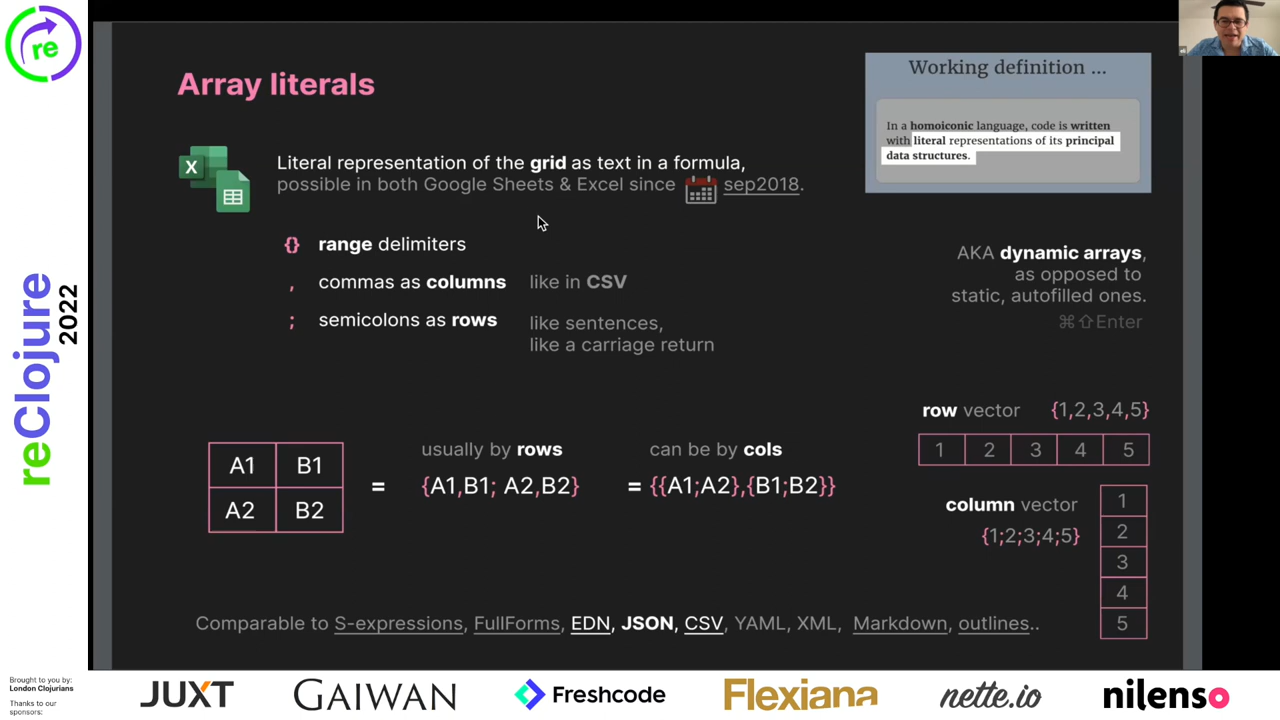 re
reClojure
2022
Array literals
X
Literal representation of the grid as text in a formula,
possible in both Google Sheets & Excel since sep2018.
{} range delimiters
, commas as columns like in CSV
; semicolons as rows like sentences,
like a carriage return
Working definition ...
In a homoiconic language, code is written
with literal representations of its principal
data structures.
AKA dynamic arrays,
as opposed to
static, autofilled ones.
⌘⇧Enter
row vector {1,2,3,4,5}
1 2 3 4 5
column vector
{1;2;3;4;5}
1
2
3
4
5
usually by rows can be by cols
A1 B1
A2 B2
= {A1,B1; A2,B2} = {{A1;A2},{B1;B2}}
Comparable to S-expressions, FullForms, EDN, JSON, CSV, YAML, XML, Markdown, outlines..
Brought to you by:
London Clojurians
Thanks to our
sponsors:
JUXT GAIWAN Freshcode Flexiana nette.io nilenso